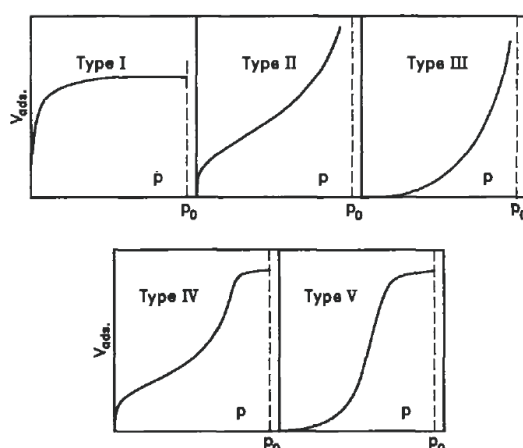 Type I
Type II
Type III
Vads.
p
p
p
p₀
p₀
p₀
Type IV
Type V
Vads.
p
p
p₀
p₀